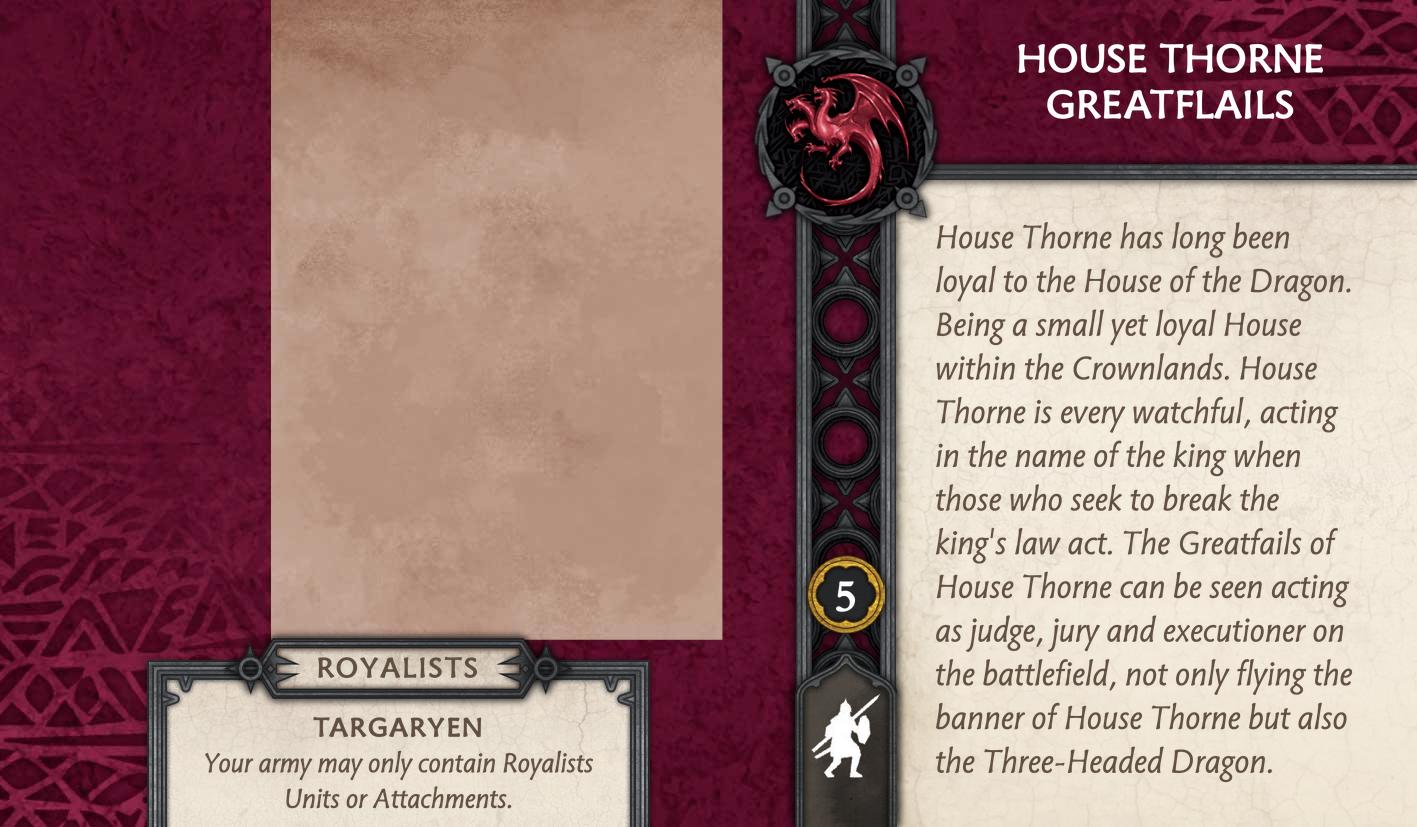 HOUSE THORNE
GREATFLAILS
House Thorne has long been
loyal to the House of the Dragon.
Being a small yet loyal House
within the Crownlands. House
Thorne is every watchful, acting
in the name of the king when
those who seek to break the
king's law act. The Greatfails of
House Thorne can be seen acting
as judge, jury and executioner on
the battlefield, not only flying the
banner of House Thorne but also
the Three-Headed Dragon.
5
ROYALISTS
TARGARYEN
Your army may only contain Royalists
Units or Attachments.